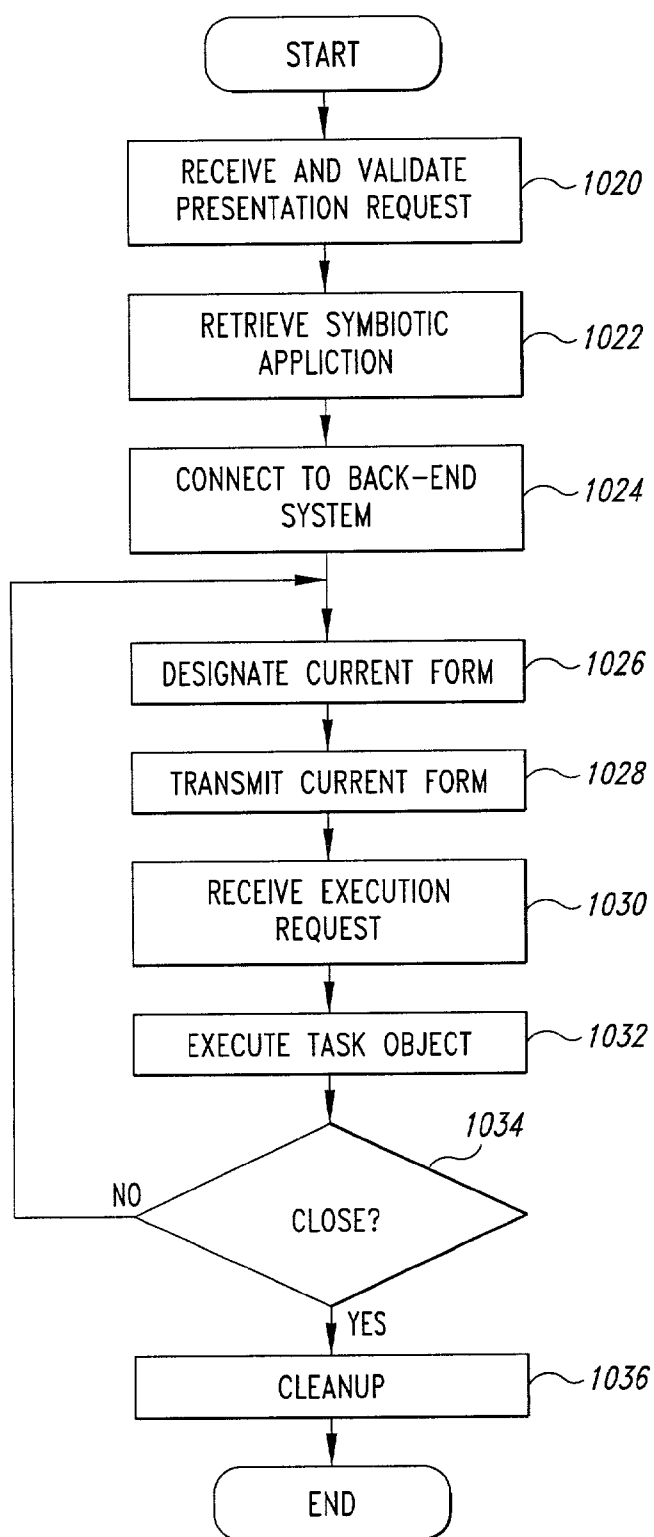 START
RECEIVE AND VALIDATE
PRESENTATION REQUEST
1020
RETRIEVE SYMBIOTIC
APPLICTION
1022
CONNECT TO BACK-END
SYSTEM
1024
DESIGNATE CURRENT FORM
1026
TRANSMIT CURRENT FORM
1028
RECEIVE EXECUTION
REQUEST
1030
EXECUTE TASK OBJECT
1032
1034
NO
CLOSE?
YES
CLEANUP
1036
END